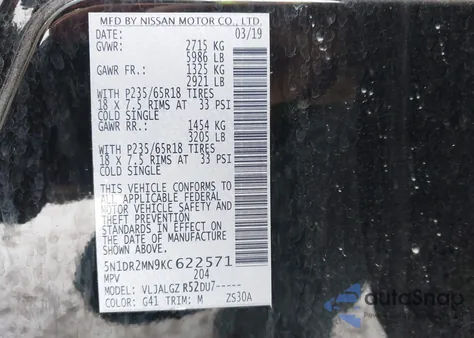 MFD BY NISSAN MOTOR CO., LTD.
DATE: 03/19
GVWR: 2715 KG
5986 LB
GAWR FR.: 1325 KG
2921 LB
WITH P235/65R18 TIRES
18 X 7.5 RIMS AT 33 PSI
COLD SINGLE
GAWR RR.: 1454 KG
3205 LB
WITH P235/65R18 TIRES
18 X 7.5 RIMS AT 33 PSI
COLD SINGLE
THIS VEHICLE CONFORMS TO
ALL APPLICABLE FEDERAL
MOTOR VEHICLE SAFETY AND
THEFT PREVENTION
STANDARDS IN EFFECT ON
THE DATE OF MANUFACTURE
SHOWN ABOVE.
5N1DR2MN9KC622571
MPV 204
MODEL: VLJALGZ R52DU7-----
COLOR: G41 TRIM: M ZS30A
autoSnap